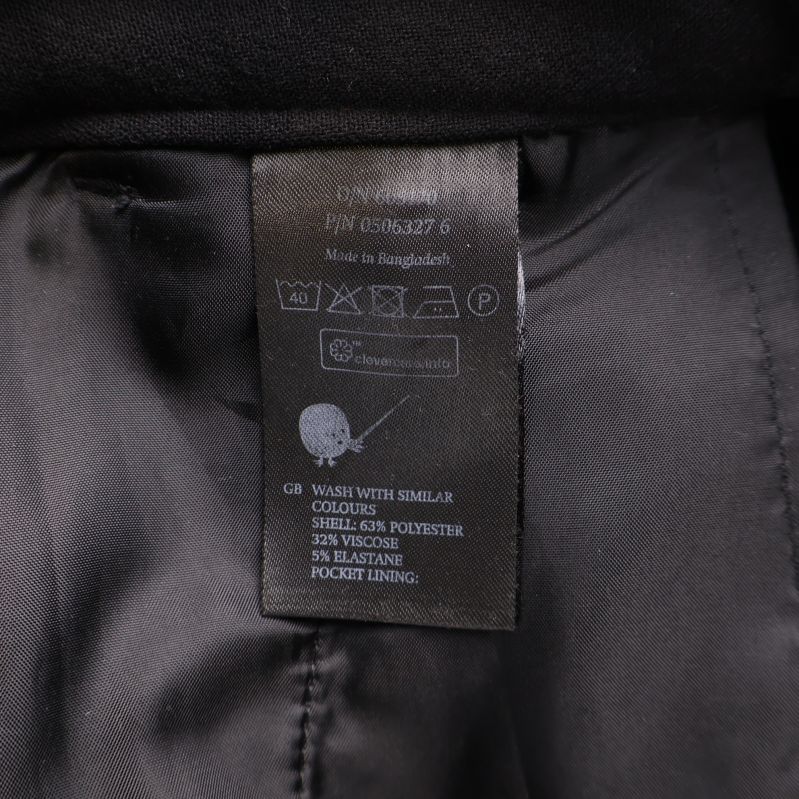 P/N 0506327 6
Made in Bangladesh
40 P
™ clevercare.info
GB WASH WITH SIMILAR
COLOURS
SHELL: 63% POLYESTER
32% VISCOSE
5% ELASTANE
POCKET LINING: